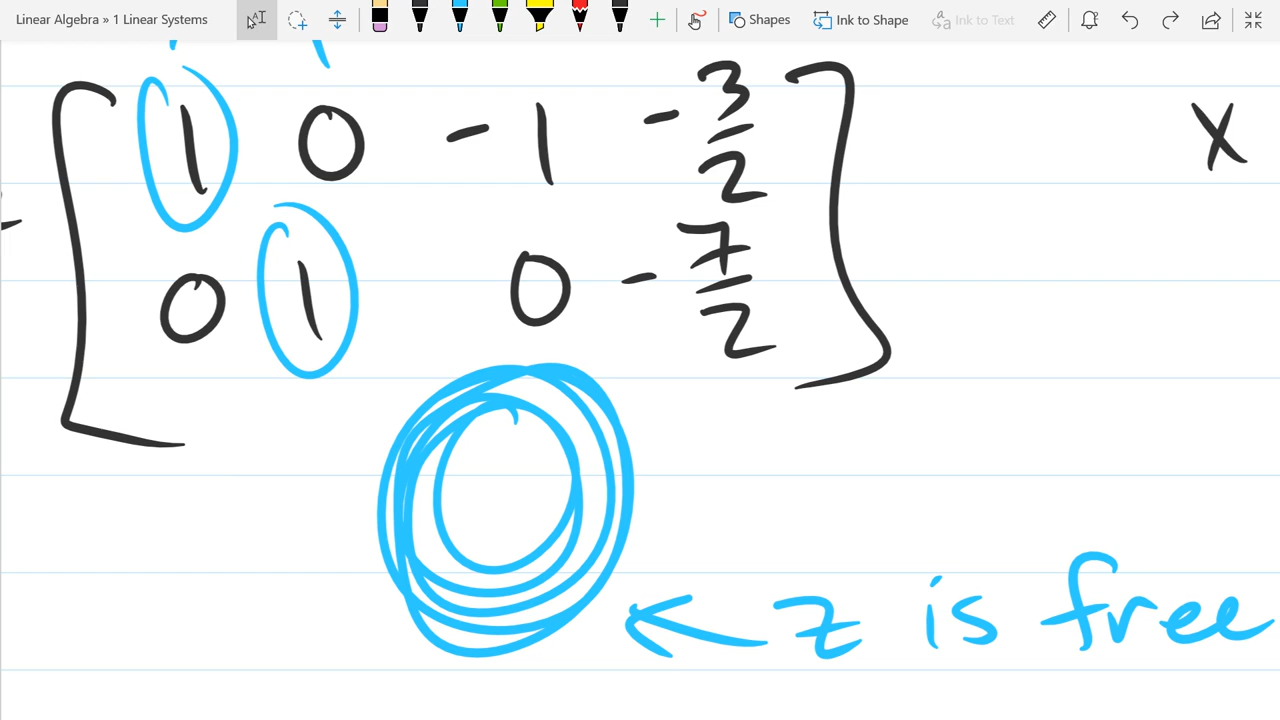 Linear Algebra » 1 Linear Systems
Shapes
Ink to Shape
Ink to Text
1 0 -1 -3/2
0 1 0 -7/2
x
z is free